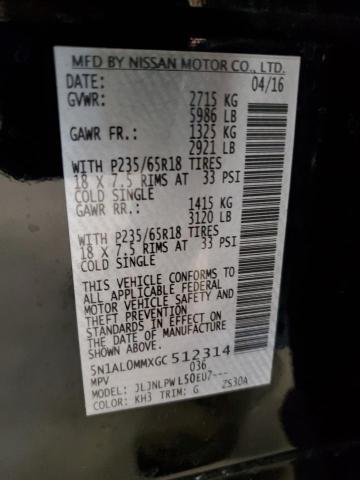 MFD BY NISSAN MOTOR CO., LTD.
DATE: 04/16
GVWR: 2715 KG
5986 LB
GAWR FR.: 1325 KG
2921 LB
WITH P235/65R18 TIRES
18 X 7.5 RIMS AT 33 PSI
COLD SINGLE
GAWR RR.: 1415 KG
3120 LB
WITH P235/65R18 TIRES
18 X 7.5 RIMS AT 33 PSI
COLD SINGLE
THIS VEHICLE CONFORMS TO
ALL APPLICABLE FEDERAL
MOTOR VEHICLE SAFETY AND
THEFT PREVENTION
STANDARDS IN EFFECT ON
THE DATE OF MANUFACTURE
SHOWN ABOVE.
5N1AL0MMXGC512314
MPV 036
MODEL: JLJNLPWL50EU7---
COLOR: KH3 TRIM: G 2S30A